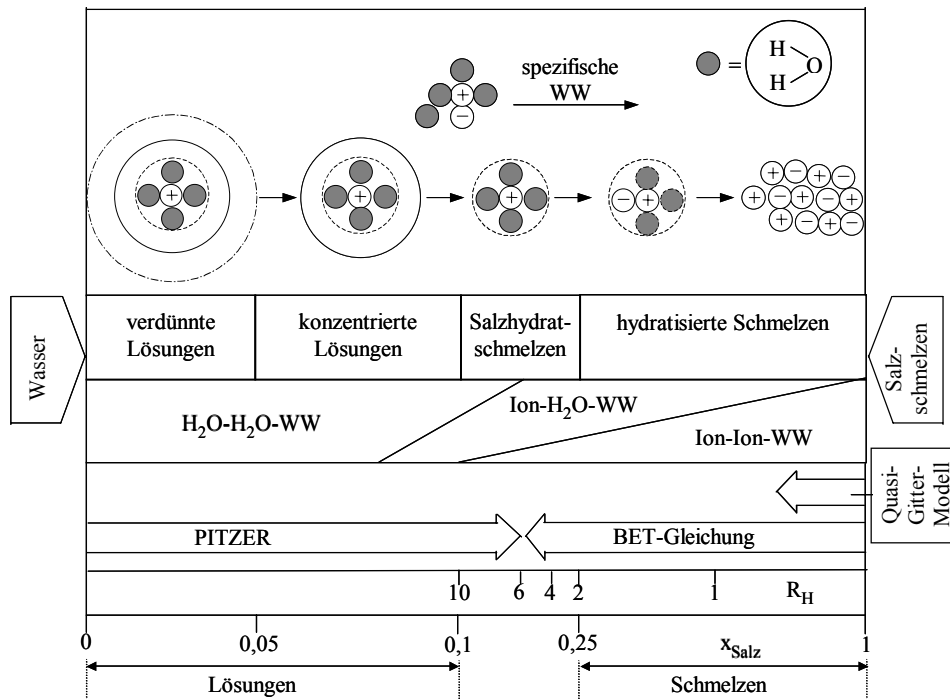 spezifische
WW
=
H
O
H
+
−
+
+
+
− +
+ − + −
+ − + − +
+ − + −
Wasser
verdünnte
Lösungen
konzentrierte
Lösungen
Salzhydrat-
schmelzen
hydratisierte Schmelzen
Salz-
schmelzen
H₂O-H₂O-WW
Ion-H₂O-WW
Ion-Ion-WW
Quasi-
Gitter-
Modell
PITZER
BET-Gleichung
10 6 4 2 1 R_H
0 0,05 0,1 0,25 x_Salz 1
Lösungen
Schmelzen